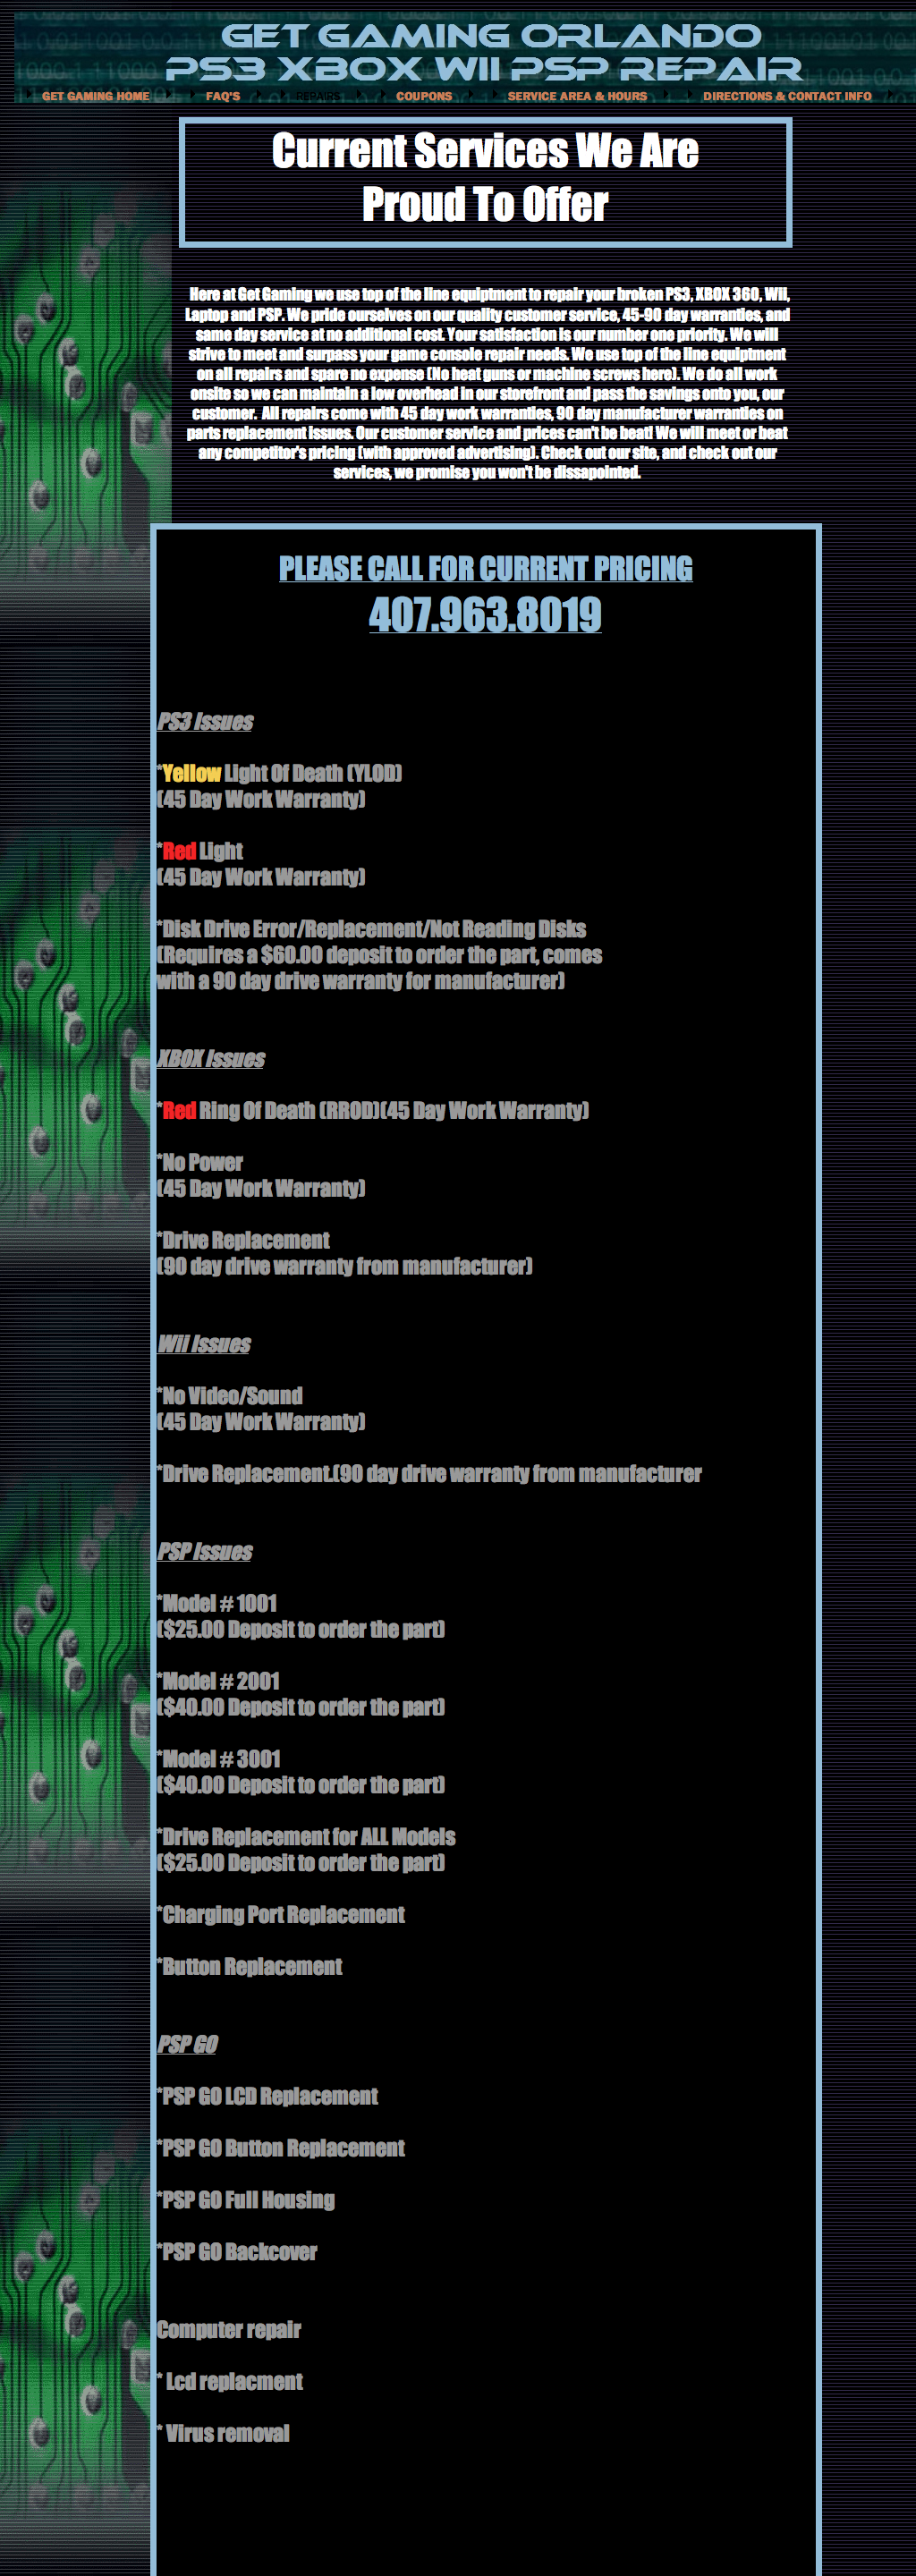 GET GAMING ORLANDO
PS3 XBOX WII PSP REPAIR
GET GAMING HOME FAQ'S REPAIRS COUPONS SERVICE AREA & HOURS DIRECTIONS & CONTACT INFO
Current Services We Are
Proud To Offer
Here at Get Gaming we use top of the line equiptment to repair your broken PS3, XBOX 360, Wii,
Laptop and PSP. We pride ourselves on our quality customer service, 45-90 day warranties, and
same day service at no additional cost. Your satisfaction is our number one priority. We will
strive to meet and surpass your game console repair needs. We use top of the line equiptment
on all repairs and spare no expense (No heat guns or machine screws here). We do all work
onsite so we can maintain a low overhead in our storefront and pass the savings onto you, our
customer. All repairs come with 45 day work warranties, 90 day manufacturer warranties on
parts replacement issues. Our customer service and prices can't be beat! We will meet or beat
any competitor's pricing (with approved advertising). Check out our site, and check out our
services, we promise you won't be dissapointed.
PLEASE CALL FOR CURRENT PRICING
407.963.8019
PS3 Issues
*Yellow Light Of Death (YLOD)
(45 Day Work Warranty)
*Red Light
(45 Day Work Warranty)
*Disk Drive Error/Replacement/Not Reading Disks
(Requires a $60.00 deposit to order the part, comes
with a 90 day drive warranty for manufacturer)
XBOX Issues
*Red Ring Of Death (RROD)(45 Day Work Warranty)
*No Power
(45 Day Work Warranty)
*Drive Replacement
(90 day drive warranty from manufacturer)
Wii Issues
*No Video/Sound
(45 Day Work Warranty)
*Drive Replacement.(90 day drive warranty from manufacturer
PSP Issues
*Model # 1001
($25.00 Deposit to order the part)
*Model # 2001
($40.00 Deposit to order the part)
*Model # 3001
($40.00 Deposit to order the part)
*Drive Replacement for ALL Models
($25.00 Deposit to order the part)
*Charging Port Replacement
*Button Replacement
PSP GO
*PSP GO LCD Replacement
*PSP GO Button Replacement
*PSP GO Full Housing
*PSP GO Backcover
Computer repair
* Lcd replacment
* Virus removal